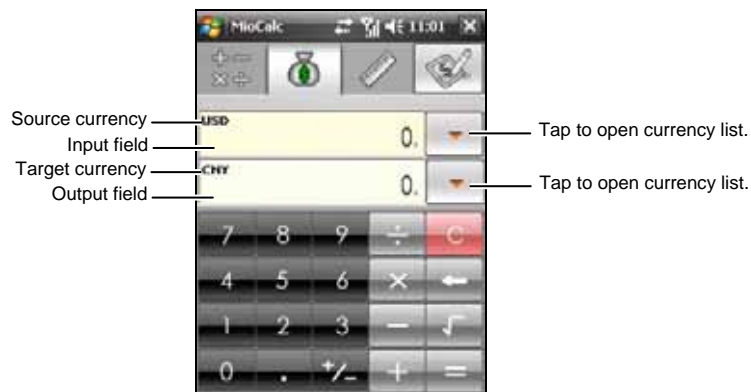 MioCalc 11:01
Source currency
USD
Input field
0.
Tap to open currency list.
Target currency
CNY
Output field
0.
Tap to open currency list.
7 8 9 ÷ C
4 5 6 × ←
1 2 3 − √
0 . +/− + =